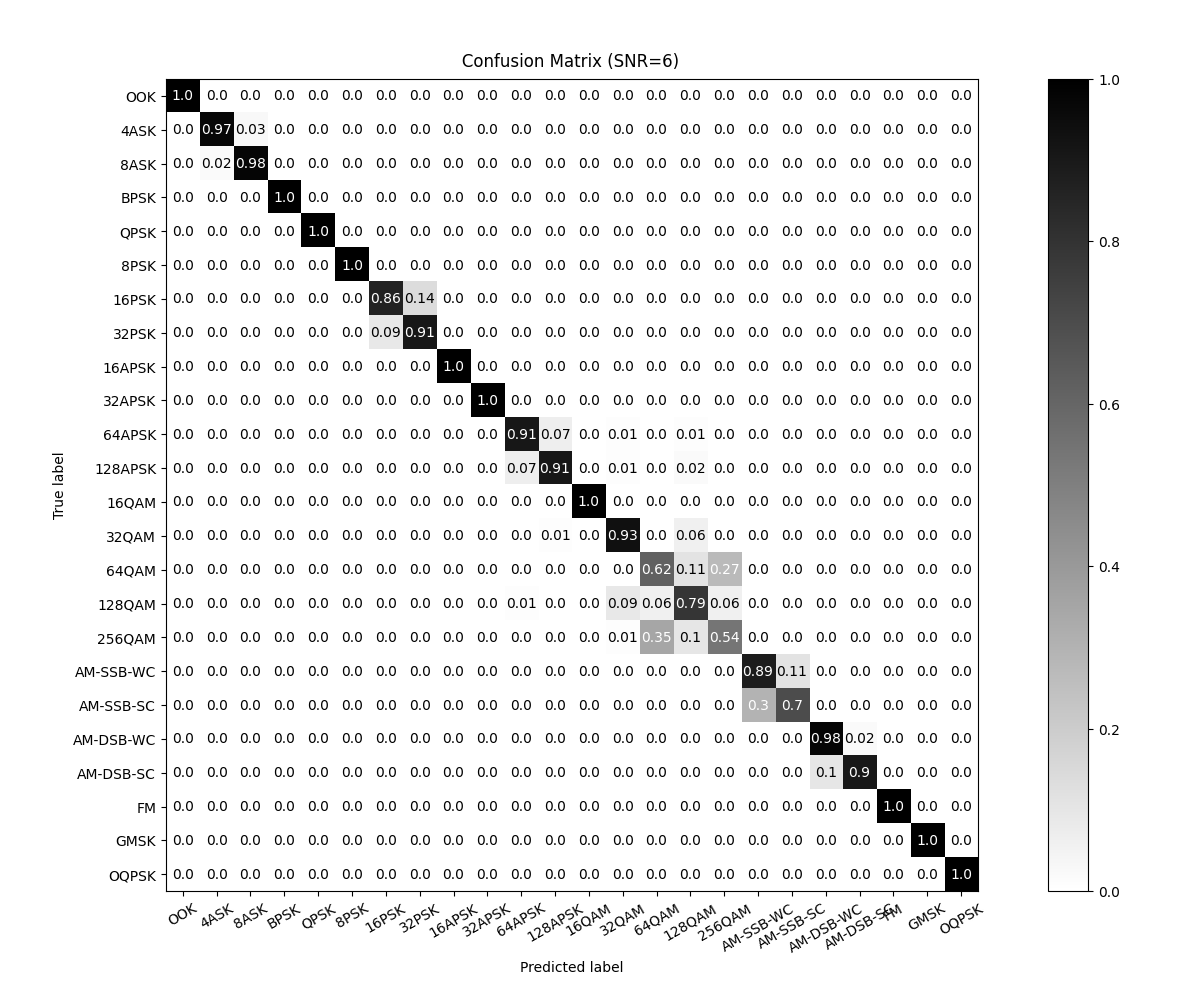 Confusion Matrix (SNR=6)
OOK 1.0 0.0 0.0 0.0 0.0 0.0 0.0 0.0 0.0 0.0 0.0 0.0 0.0 0.0 0.0 0.0 0.0 0.0 0.0 0.0 0.0 0.0 0.0 0.0
4ASK 0.0 0.97 0.03 0.0 0.0 0.0 0.0 0.0 0.0 0.0 0.0 0.0 0.0 0.0 0.0 0.0 0.0 0.0 0.0 0.0 0.0 0.0 0.0 0.0
8ASK 0.0 0.02 0.98 0.0 0.0 0.0 0.0 0.0 0.0 0.0 0.0 0.0 0.0 0.0 0.0 0.0 0.0 0.0 0.0 0.0 0.0 0.0 0.0 0.0
BPSK 0.0 0.0 0.0 1.0 0.0 0.0 0.0 0.0 0.0 0.0 0.0 0.0 0.0 0.0 0.0 0.0 0.0 0.0 0.0 0.0 0.0 0.0 0.0 0.0
QPSK 0.0 0.0 0.0 0.0 1.0 0.0 0.0 0.0 0.0 0.0 0.0 0.0 0.0 0.0 0.0 0.0 0.0 0.0 0.0 0.0 0.0 0.0 0.0 0.0
8PSK 0.0 0.0 0.0 0.0 0.0 1.0 0.0 0.0 0.0 0.0 0.0 0.0 0.0 0.0 0.0 0.0 0.0 0.0 0.0 0.0 0.0 0.0 0.0 0.0
16PSK 0.0 0.0 0.0 0.0 0.0 0.0 0.86 0.14 0.0 0.0 0.0 0.0 0.0 0.0 0.0 0.0 0.0 0.0 0.0 0.0 0.0 0.0 0.0 0.0
32PSK 0.0 0.0 0.0 0.0 0.0 0.0 0.09 0.91 0.0 0.0 0.0 0.0 0.0 0.0 0.0 0.0 0.0 0.0 0.0 0.0 0.0 0.0 0.0 0.0
16APSK 0.0 0.0 0.0 0.0 0.0 0.0 0.0 0.0 1.0 0.0 0.0 0.0 0.0 0.0 0.0 0.0 0.0 0.0 0.0 0.0 0.0 0.0 0.0 0.0
32APSK 0.0 0.0 0.0 0.0 0.0 0.0 0.0 0.0 0.0 1.0 0.0 0.0 0.0 0.0 0.0 0.0 0.0 0.0 0.0 0.0 0.0 0.0 0.0 0.0
64APSK 0.0 0.0 0.0 0.0 0.0 0.0 0.0 0.0 0.0 0.0 0.91 0.07 0.0 0.01 0.0 0.01 0.0 0.0 0.0 0.0 0.0 0.0 0.0 0.0
128APSK 0.0 0.0 0.0 0.0 0.0 0.0 0.0 0.0 0.0 0.0 0.07 0.91 0.0 0.01 0.0 0.02 0.0 0.0 0.0 0.0 0.0 0.0 0.0 0.0
16QAM 0.0 0.0 0.0 0.0 0.0 0.0 0.0 0.0 0.0 0.0 0.0 0.0 1.0 0.0 0.0 0.0 0.0 0.0 0.0 0.0 0.0 0.0 0.0 0.0
32QAM 0.0 0.0 0.0 0.0 0.0 0.0 0.0 0.0 0.0 0.0 0.0 0.01 0.0 0.93 0.0 0.06 0.0 0.0 0.0 0.0 0.0 0.0 0.0 0.0
64QAM 0.0 0.0 0.0 0.0 0.0 0.0 0.0 0.0 0.0 0.0 0.0 0.0 0.0 0.0 0.62 0.11 0.27 0.0 0.0 0.0 0.0 0.0 0.0 0.0
128QAM 0.0 0.0 0.0 0.0 0.0 0.0 0.0 0.0 0.0 0.0 0.01 0.0 0.0 0.09 0.06 0.79 0.06 0.0 0.0 0.0 0.0 0.0 0.0 0.0
256QAM 0.0 0.0 0.0 0.0 0.0 0.0 0.0 0.0 0.0 0.0 0.0 0.0 0.0 0.01 0.35 0.1 0.54 0.0 0.0 0.0 0.0 0.0 0.0 0.0
AM-SSB-WC 0.0 0.0 0.0 0.0 0.0 0.0 0.0 0.0 0.0 0.0 0.0 0.0 0.0 0.0 0.0 0.0 0.0 0.89 0.11 0.0 0.0 0.0 0.0 0.0
AM-SSB-SC 0.0 0.0 0.0 0.0 0.0 0.0 0.0 0.0 0.0 0.0 0.0 0.0 0.0 0.0 0.0 0.0 0.0 0.3 0.7 0.0 0.0 0.0 0.0 0.0
AM-DSB-WC 0.0 0.0 0.0 0.0 0.0 0.0 0.0 0.0 0.0 0.0 0.0 0.0 0.0 0.0 0.0 0.0 0.0 0.0 0.0 0.98 0.02 0.0 0.0 0.0
AM-DSB-SC 0.0 0.0 0.0 0.0 0.0 0.0 0.0 0.0 0.0 0.0 0.0 0.0 0.0 0.0 0.0 0.0 0.0 0.0 0.0 0.1 0.9 0.0 0.0 0.0
FM 0.0 0.0 0.0 0.0 0.0 0.0 0.0 0.0 0.0 0.0 0.0 0.0 0.0 0.0 0.0 0.0 0.0 0.0 0.0 0.0 0.0 1.0 0.0 0.0
GMSK 0.0 0.0 0.0 0.0 0.0 0.0 0.0 0.0 0.0 0.0 0.0 0.0 0.0 0.0 0.0 0.0 0.0 0.0 0.0 0.0 0.0 0.0 1.0 0.0
OQPSK 0.0 0.0 0.0 0.0 0.0 0.0 0.0 0.0 0.0 0.0 0.0 0.0 0.0 0.0 0.0 0.0 0.0 0.0 0.0 0.0 0.0 0.0 0.0 1.0
OOK 4ASK 8ASK BPSK QPSK 8PSK 16PSK 32PSK 16APSK 32APSK 64APSK 128APSK 16QAM 32QAM 64QAM 128QAM 256QAM AM-SSB-WC AM-SSB-SC AM-DSB-WC AM-DSB-SC FM GMSK OQPSK
Predicted label
True label
1.0
0.8
0.6
0.4
0.2
0.0